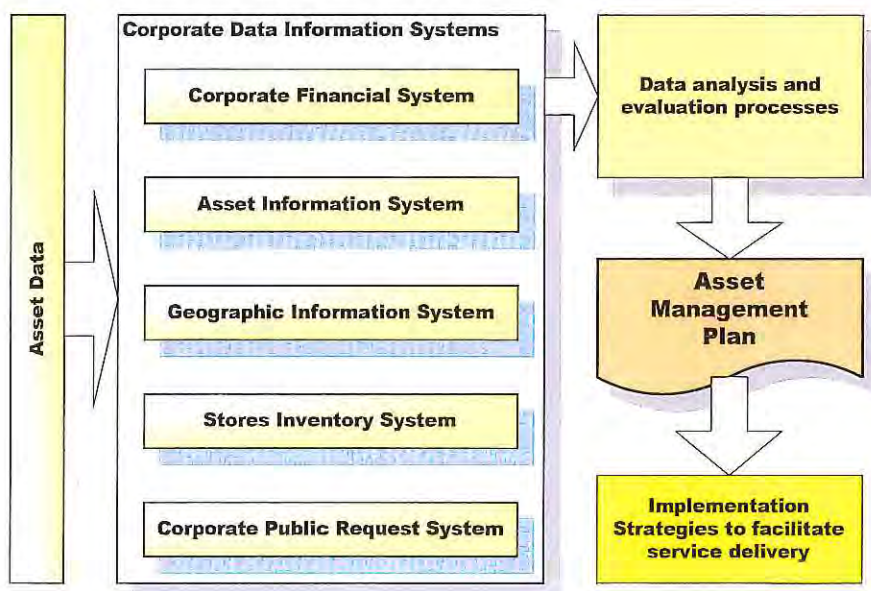 Asset Data
Corporate Data Information Systems
Corporate Financial System
Asset Information System
Geographic Information System
Stores Inventory System
Corporate Public Request System
Data analysis and
evaluation processes
Asset
Management
Plan
Implementation
Strategies to facilitate
service delivery